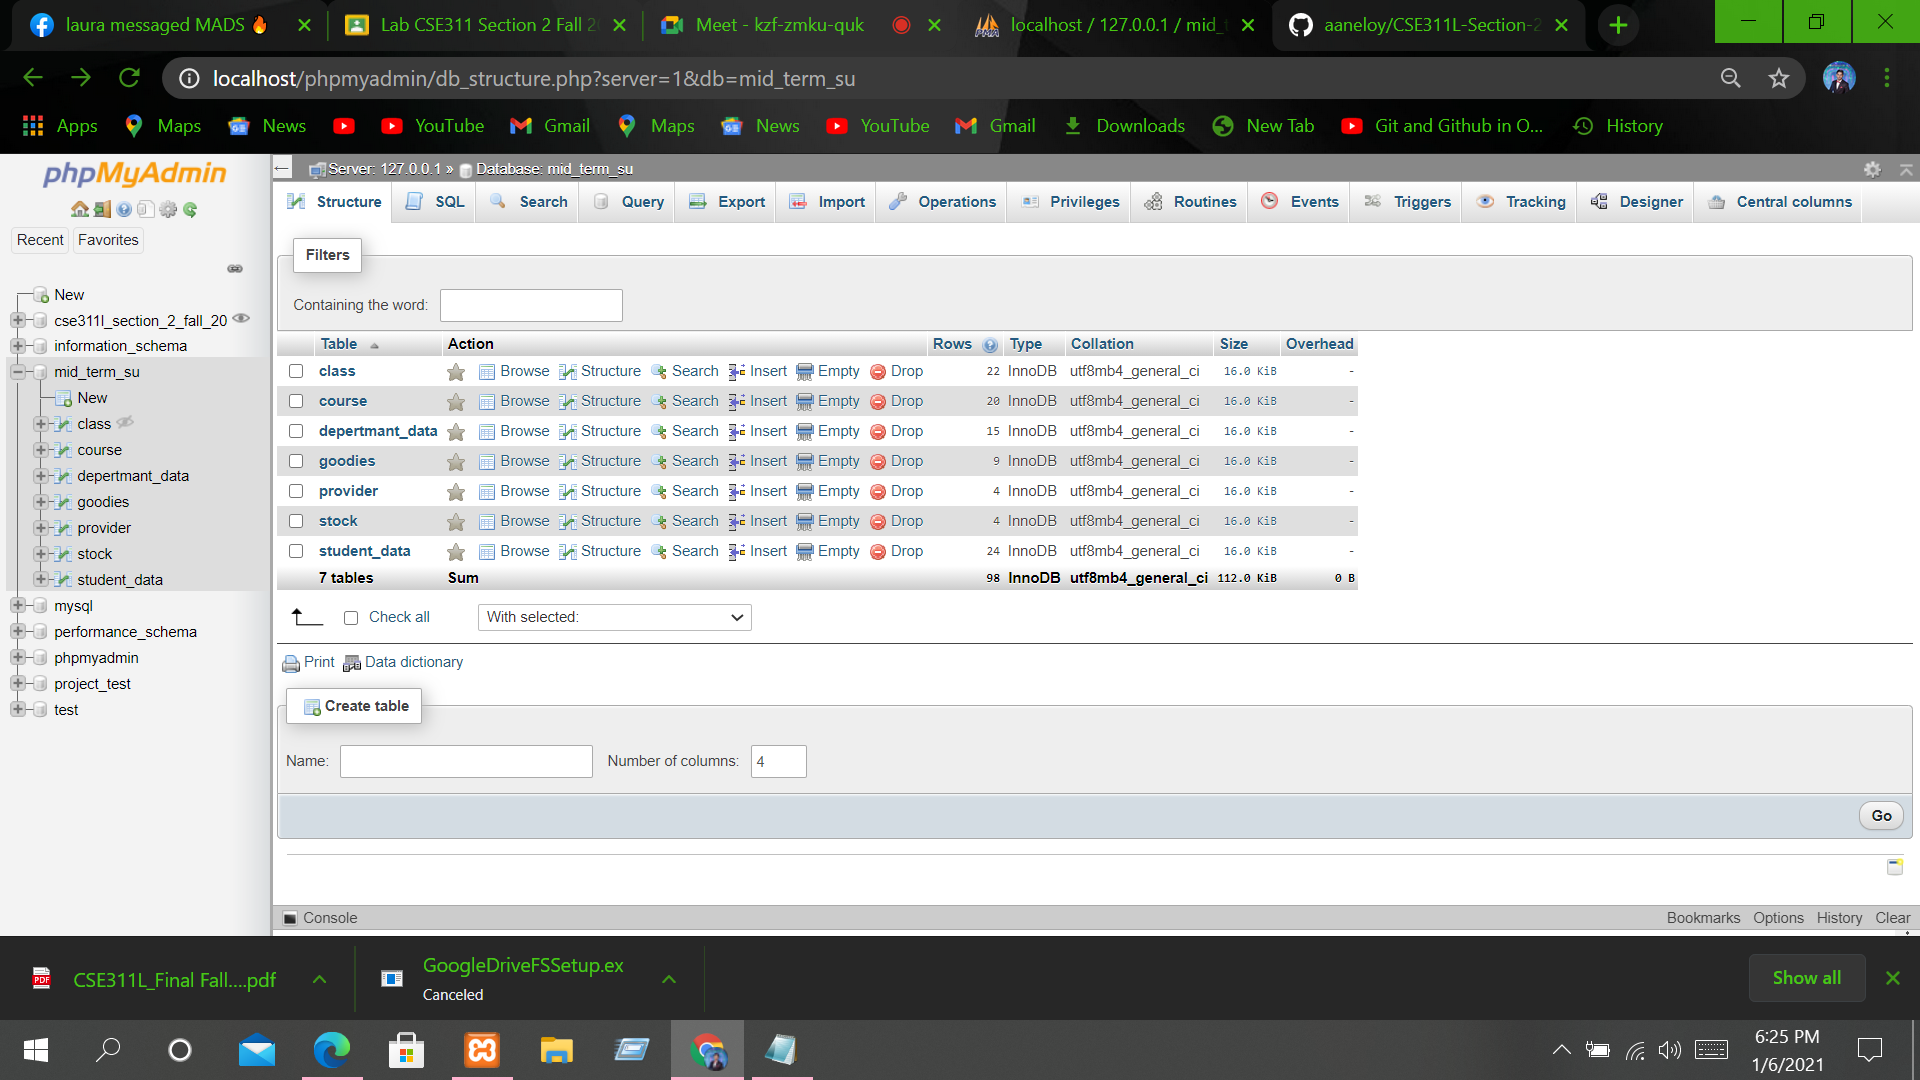 laura messaged MADS 🔥
Lab CSE311 Section 2 Fall 2
Meet - kzf-zmku-quk
localhost / 127.0.0.1 / mid_t
aaneloy/CSE311L-Section-2
localhost/phpmyadmin/db_structure.php?server=1&db=mid_term_su
Apps Maps News YouTube Gmail Maps News YouTube Gmail Downloads New Tab Git and Github in O... History
phpMyAdmin
Recent Favorites
New
cse311l_section_2_fall_20
information_schema
mid_term_su
New
class
course
depertmant_data
goodies
provider
stock
student_data
mysql
performance_schema
phpmyadmin
project_test
test
Server: 127.0.0.1 » Database: mid_term_su
Structure SQL Search Query Export Import Operations Privileges Routines Events Triggers Tracking Designer Central columns
Filters
Containing the word:
Table Action Rows Type Collation Size Overhead
class Browse Structure Search Insert Empty Drop 22 InnoDB utf8mb4_general_ci 16.0 KiB -
course Browse Structure Search Insert Empty Drop 20 InnoDB utf8mb4_general_ci 16.0 KiB -
depertmant_data Browse Structure Search Insert Empty Drop 15 InnoDB utf8mb4_general_ci 16.0 KiB -
goodies Browse Structure Search Insert Empty Drop 9 InnoDB utf8mb4_general_ci 16.0 KiB -
provider Browse Structure Search Insert Empty Drop 4 InnoDB utf8mb4_general_ci 16.0 KiB -
stock Browse Structure Search Insert Empty Drop 4 InnoDB utf8mb4_general_ci 16.0 KiB -
student_data Browse Structure Search Insert Empty Drop 24 InnoDB utf8mb4_general_ci 16.0 KiB -
7 tables Sum 98 InnoDB utf8mb4_general_ci 112.0 KiB 0 B
Check all With selected:
Print Data dictionary
Create table
Name: Number of columns: 4
Go
Console Bookmarks Options History Clear
CSE311L_Final Fall....pdf
GoogleDriveFSSetup.ex
Canceled
Show all
6:25 PM
1/6/2021